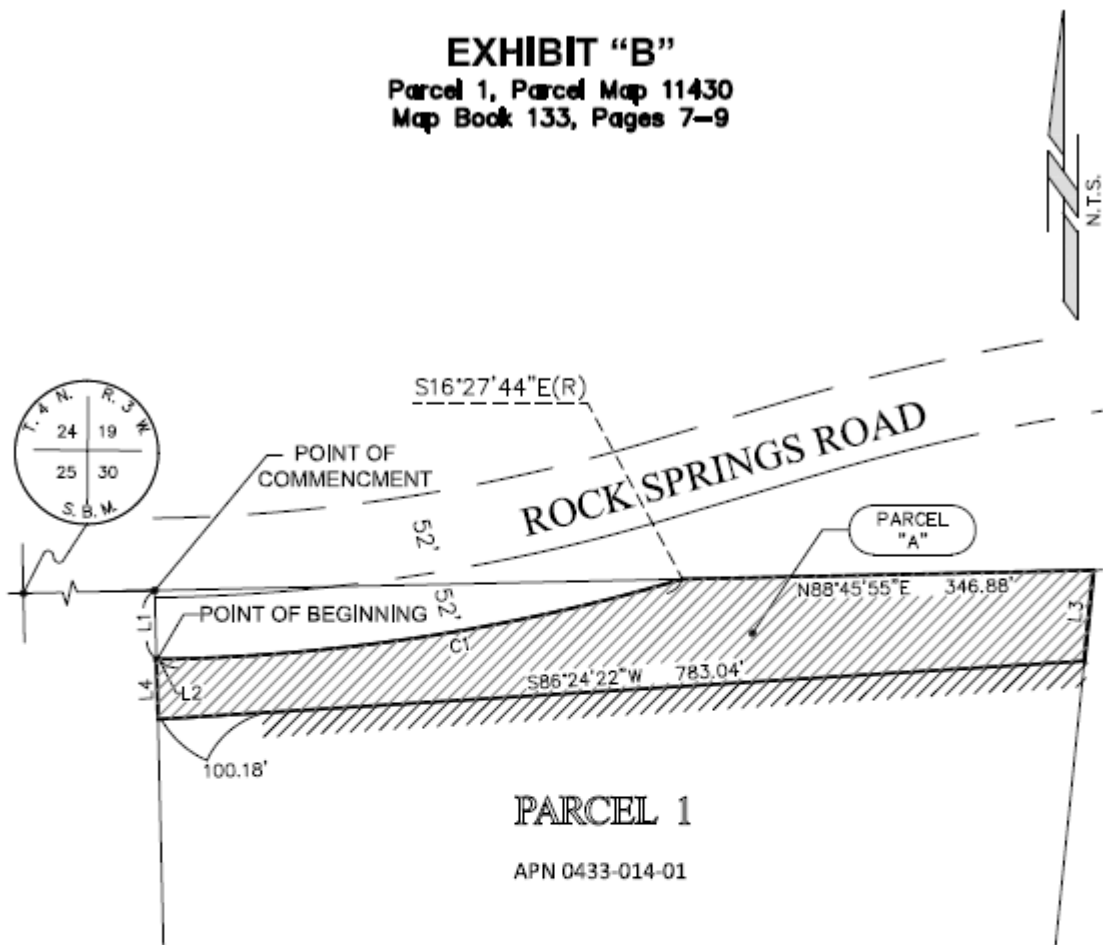 EXHIBIT “B”
Parcel 1, Parcel Map 11430
Map Book 133, Pages 7–9
N.T.S.
S16°27'44"E(R)
T. 4 N. R. 3 W.
24 19
25 30
S. B. M.
POINT OF
COMMENCMENT
ROCK SPRINGS ROAD
52'
52'
PARCEL
"A"
N88°45'55"E 346.88'
L1
POINT OF BEGINNING
L3
C1
L4
L2
S86°24'22"W 783.04'
100.18'
PARCEL 1
APN 0433-014-01